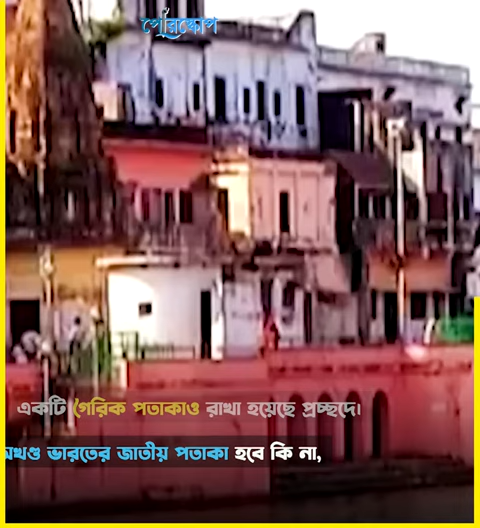 পেরিস্কোপ
একটি গৈরিক পতাকাও রাখা হয়েছে প্রচ্ছদে।
অখণ্ড ভারতের জাতীয় পতাকা হবে কি না,